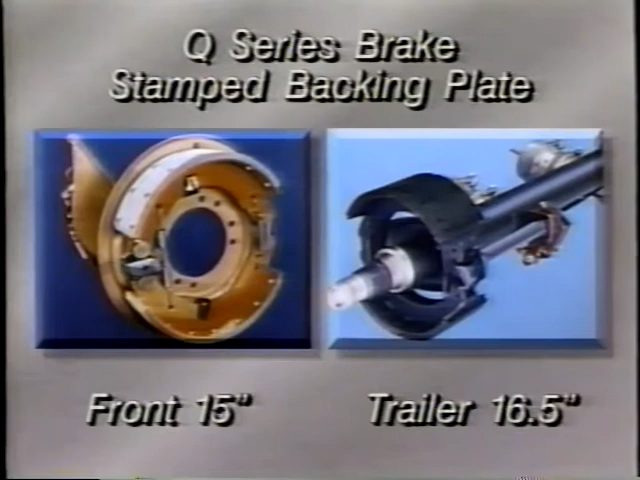 Q Series Brake
Stamped Backing Plate
Front 15"
Trailer 16.5"